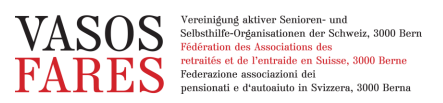 VASOS
FARES
Vereinigung aktiver Senioren- und
Selbsthilfe-Organisationen der Schweiz, 3000 Bern
Fédération des Associations des
retraités et de l'entraide en Suisse, 3000 Berne
Federazione associazioni dei
pensionati e d'autoaiuto in Svizzera, 3000 Berna